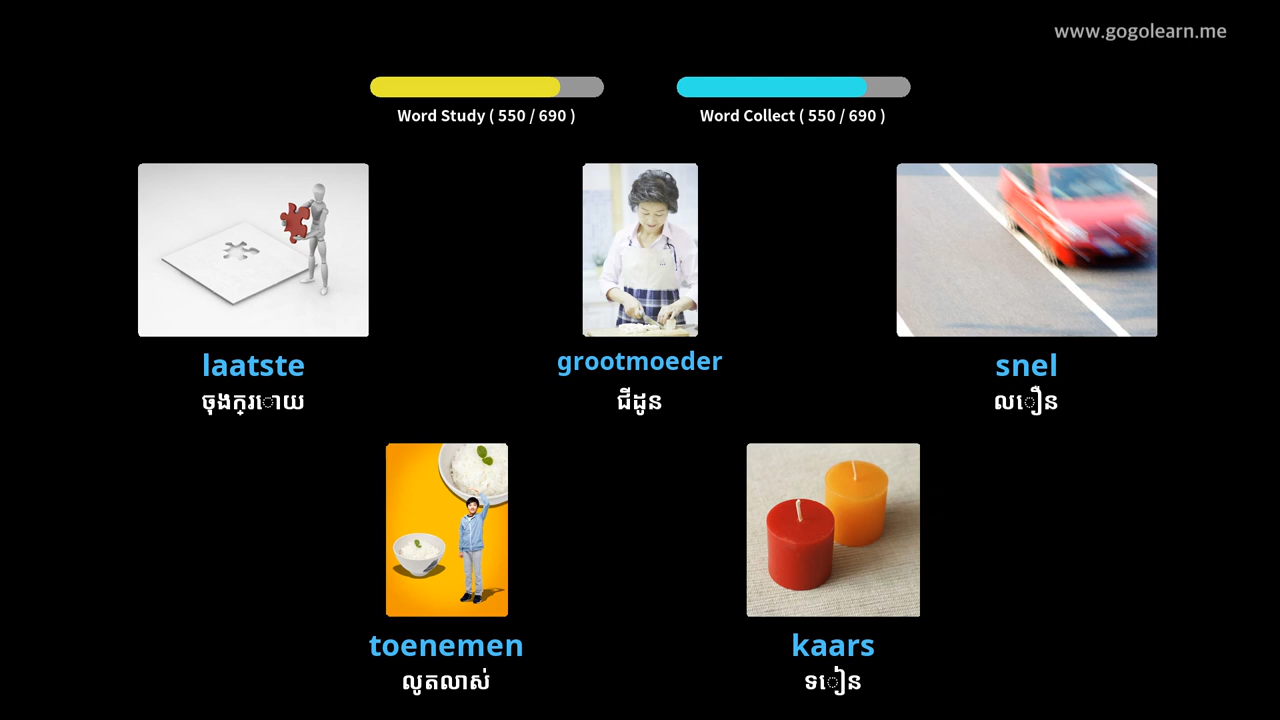 www.gogolearn.me
Word Study ( 550 / 690 )
Word Collect ( 550 / 690 )
laatste
ចុងក្រោយ
grootmoeder
ជីដូន
snel
លឿន
toenemen
លូតលាស់
kaars
ទៀន